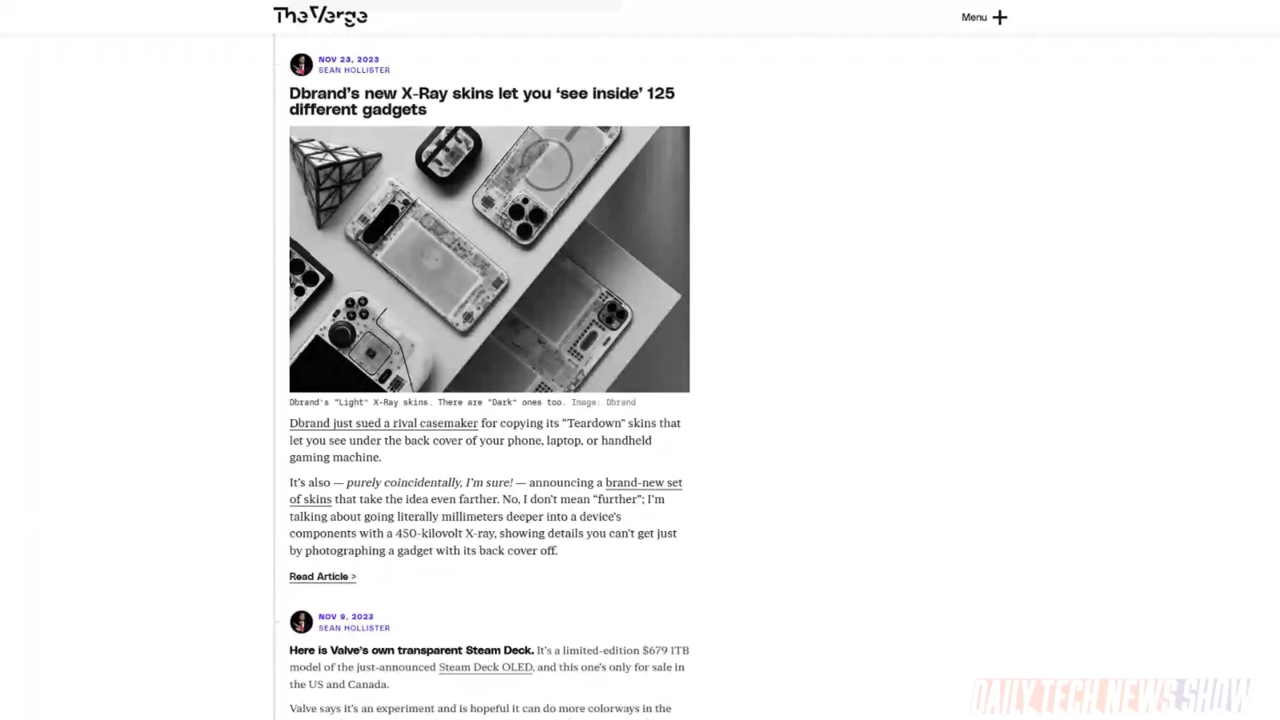 The Verge
Menu
NOV 23, 2023
SEAN HOLLISTER
Dbrand’s new X-Ray skins let you ‘see inside’ 125
different gadgets
Dbrand's "Light" X-Ray skins. There are "Dark" ones too. Image: Dbrand
Dbrand just sued a rival casemaker for copying its “Teardown” skins that
let you see under the back cover of your phone, laptop, or handheld
gaming machine.
It’s also — purely coincidentally, I’m sure! — announcing a brand-new set
of skins that take the idea even farther. No, I don’t mean “further”; I’m
talking about going literally millimeters deeper into a device’s
components with a 450-kilovolt X-ray, showing details you can’t get just
by photographing a gadget with its back cover off.
Read Article >
NOV 9, 2023
SEAN HOLLISTER
Here is Valve’s own transparent Steam Deck. It’s a limited-edition $679 1TB
model of the just-announced Steam Deck OLED, and this one’s only for sale in
the US and Canada.
Valve says it’s an experiment and is hopeful it can do more colorways in the
DAILY TECH NEWS SHOW